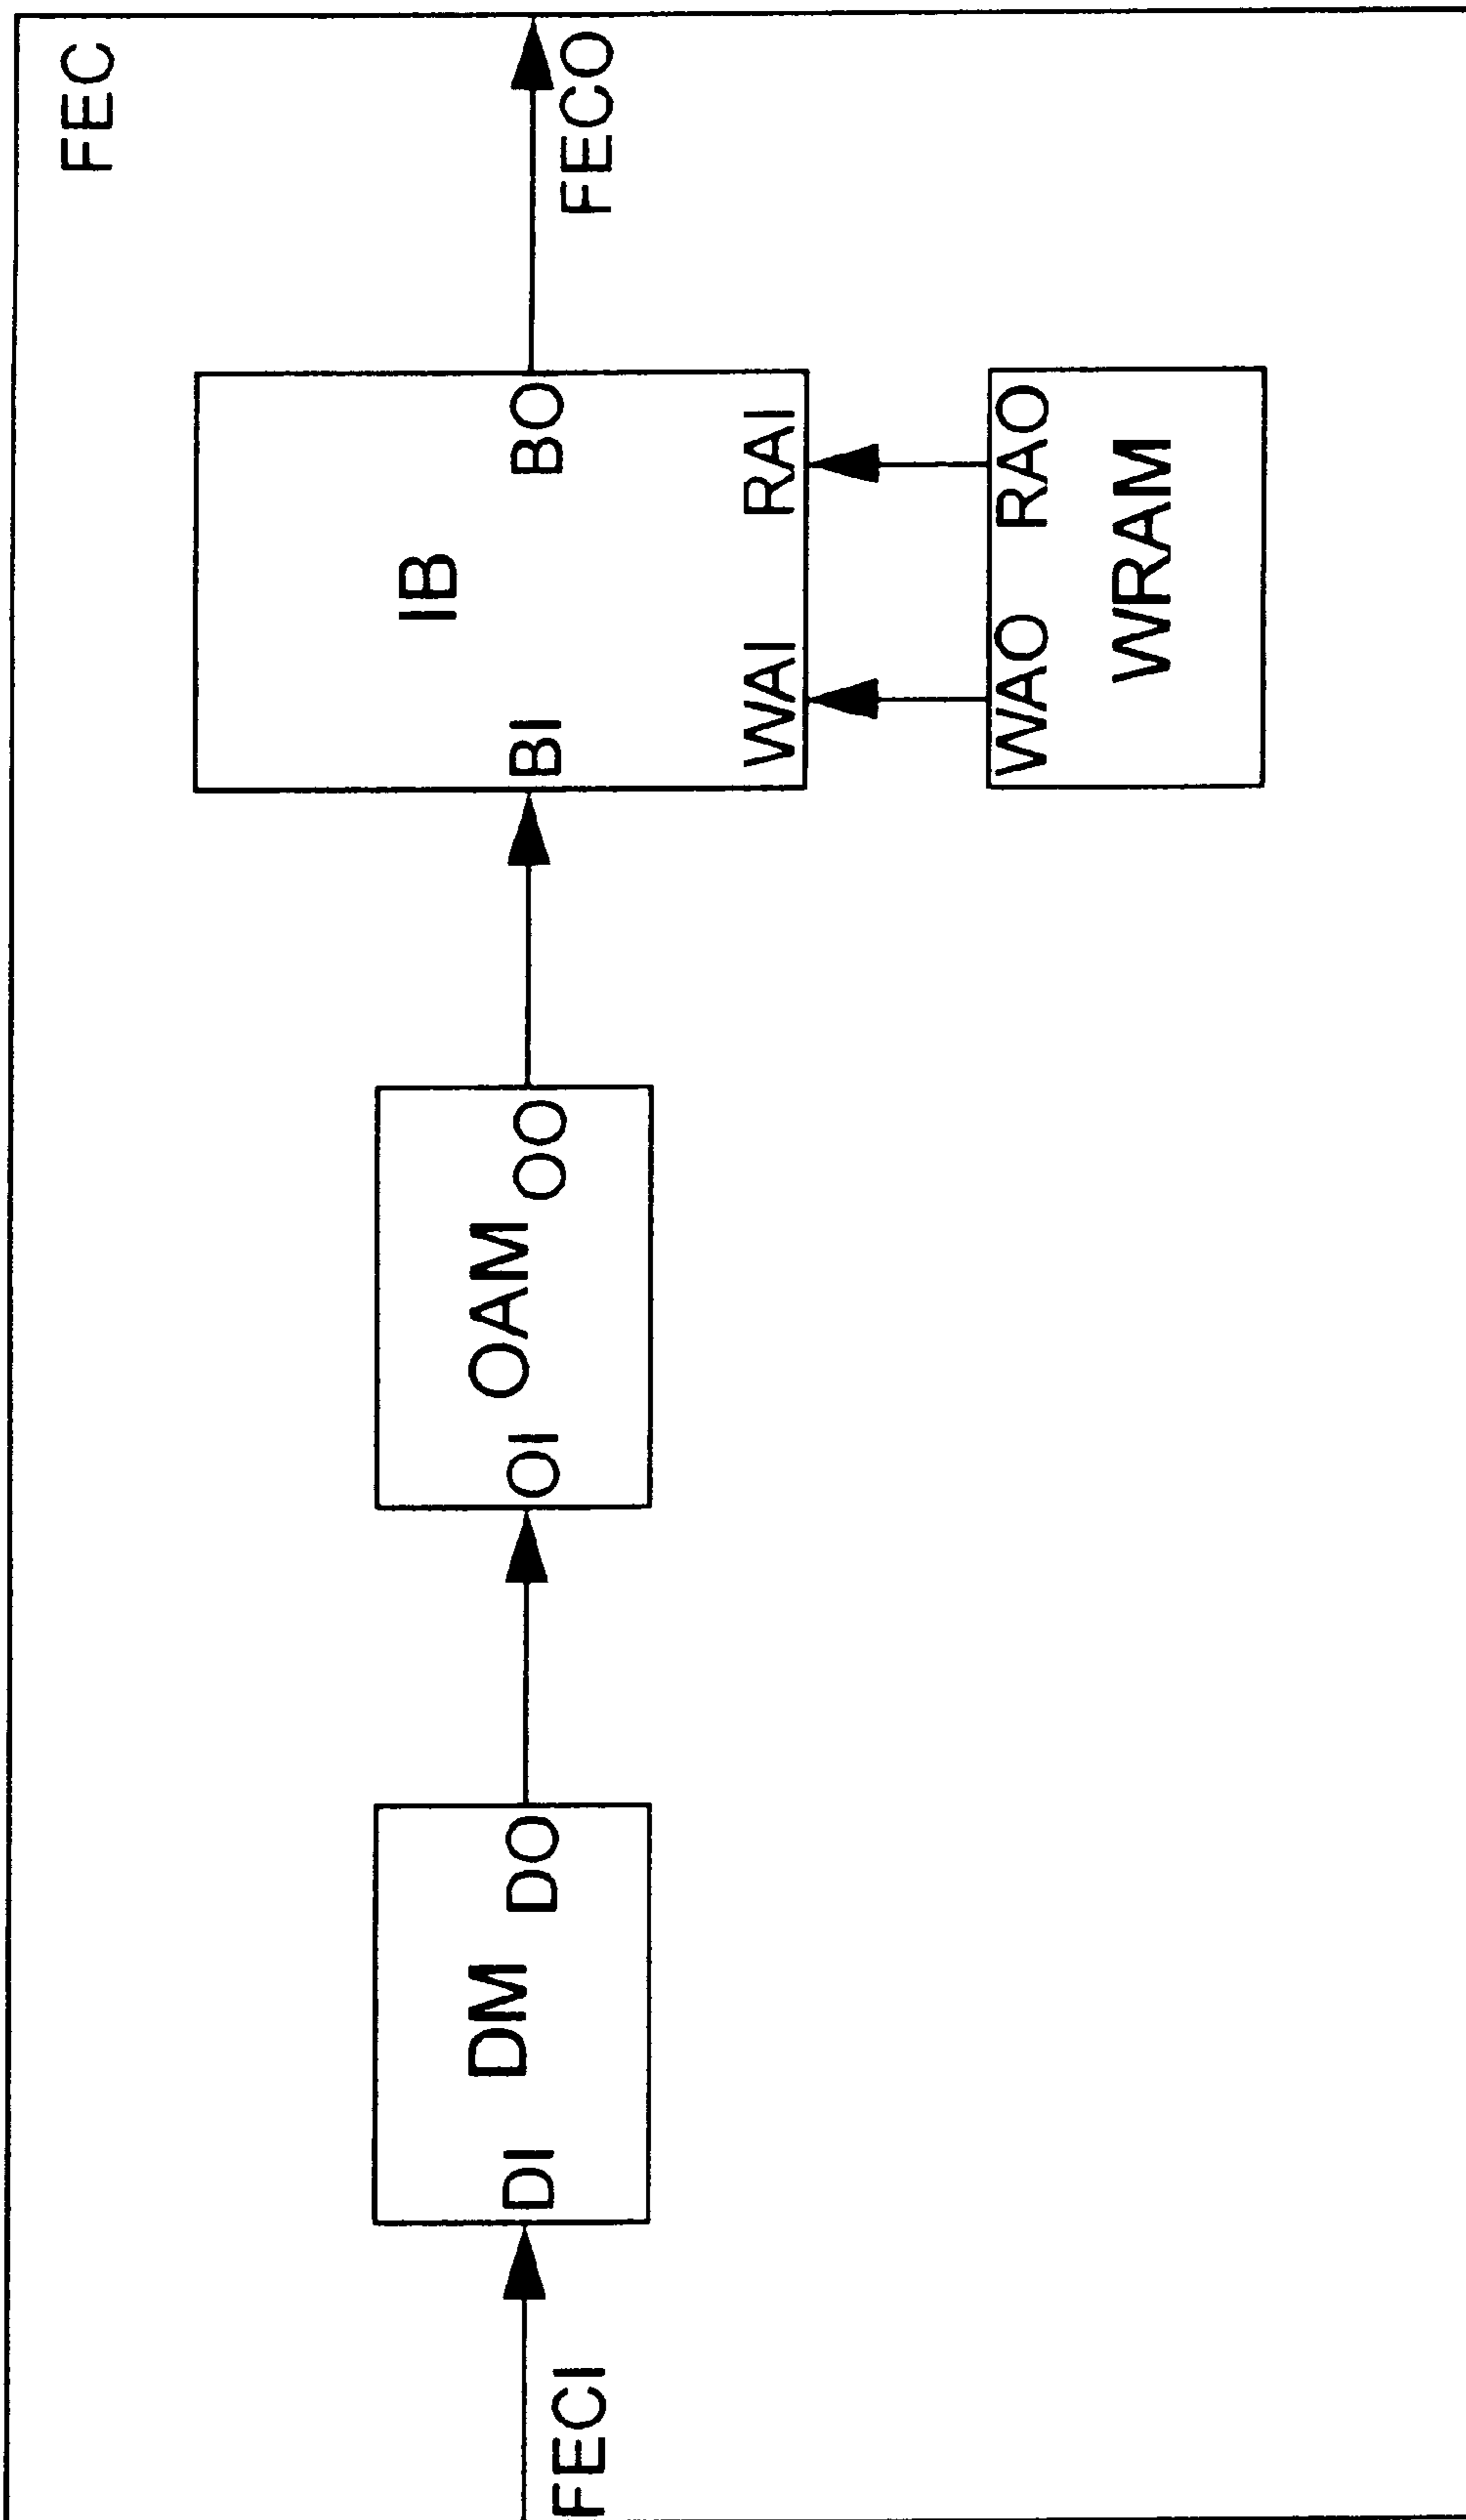 FEC
IB
DM
OAM
FECI
DI
DO
OI
OO
BI
BO
FECO
WAI
RAI
WAO
RAO
WRAM